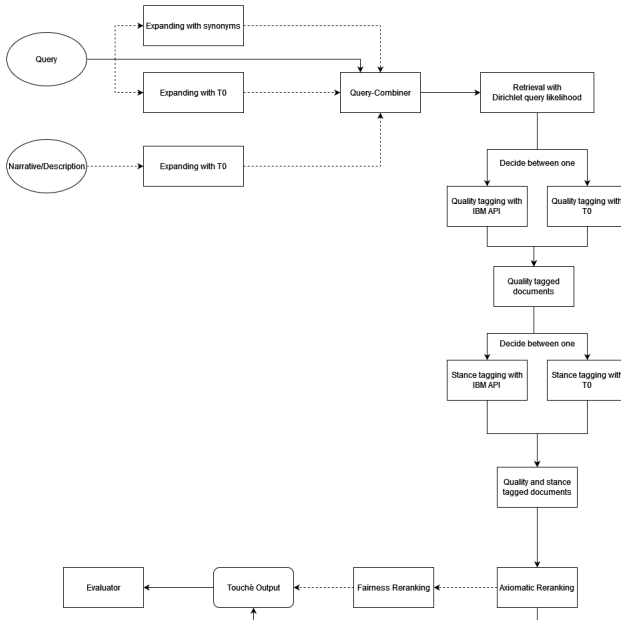 Expanding with synonyms
Query
Expanding with T0
Query-Combiner
Retrieval with
Dirichlet query likelihood
Narrative/Description
Expanding with T0
Decide between one
Quality tagging with
IBM API
Quality tagging with
T0
Quality tagged
documents
Decide between one
Stance tagging with
IBM API
Stance tagging with
T0
Quality and stance
tagged documents
Evaluator
Touchè Output
Fairness Reranking
Axiomatic Reranking